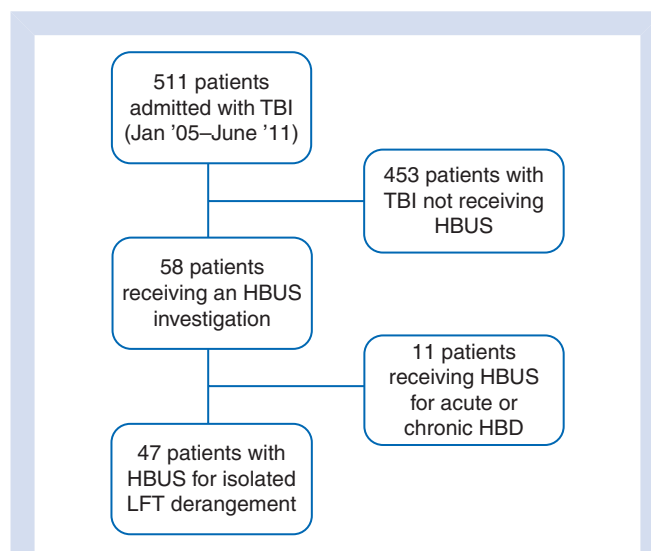 511 patients
admitted with TBI
(Jan ’05–June ’11)
453 patients with
TBI not receiving
HBUS
58 patients
receiving an HBUS
investigation
11 patients
receiving HBUS
for acute or
chronic HBD
47 patients with
HBUS for isolated
LFT derangement